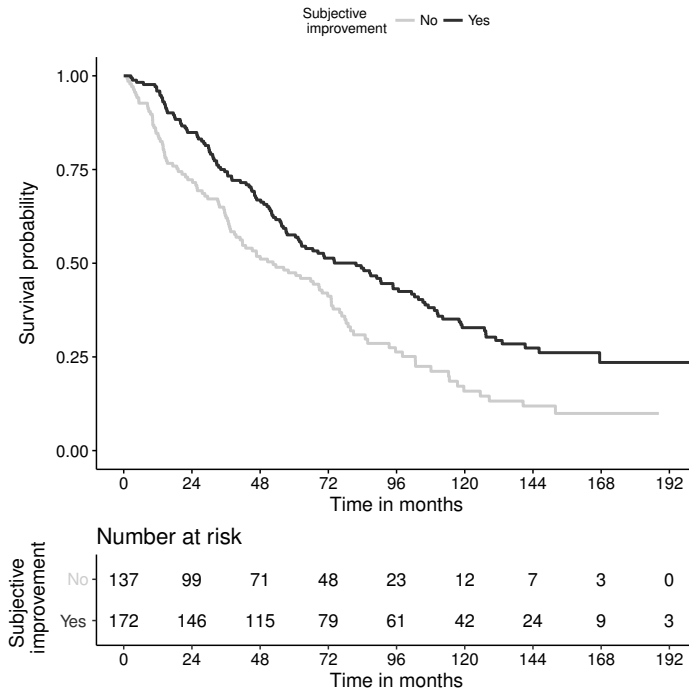 Subjective
improvement No Yes
Survival probability
1.00
0.75
0.50
0.25
0.00
0 24 48 72 96 120 144 168 192
Time in months
Number at risk
Subjective
improvement
No 137 99 71 48 23 12 7 3 0
Yes 172 146 115 79 61 42 24 9 3
0 24 48 72 96 120 144 168 192
Time in months